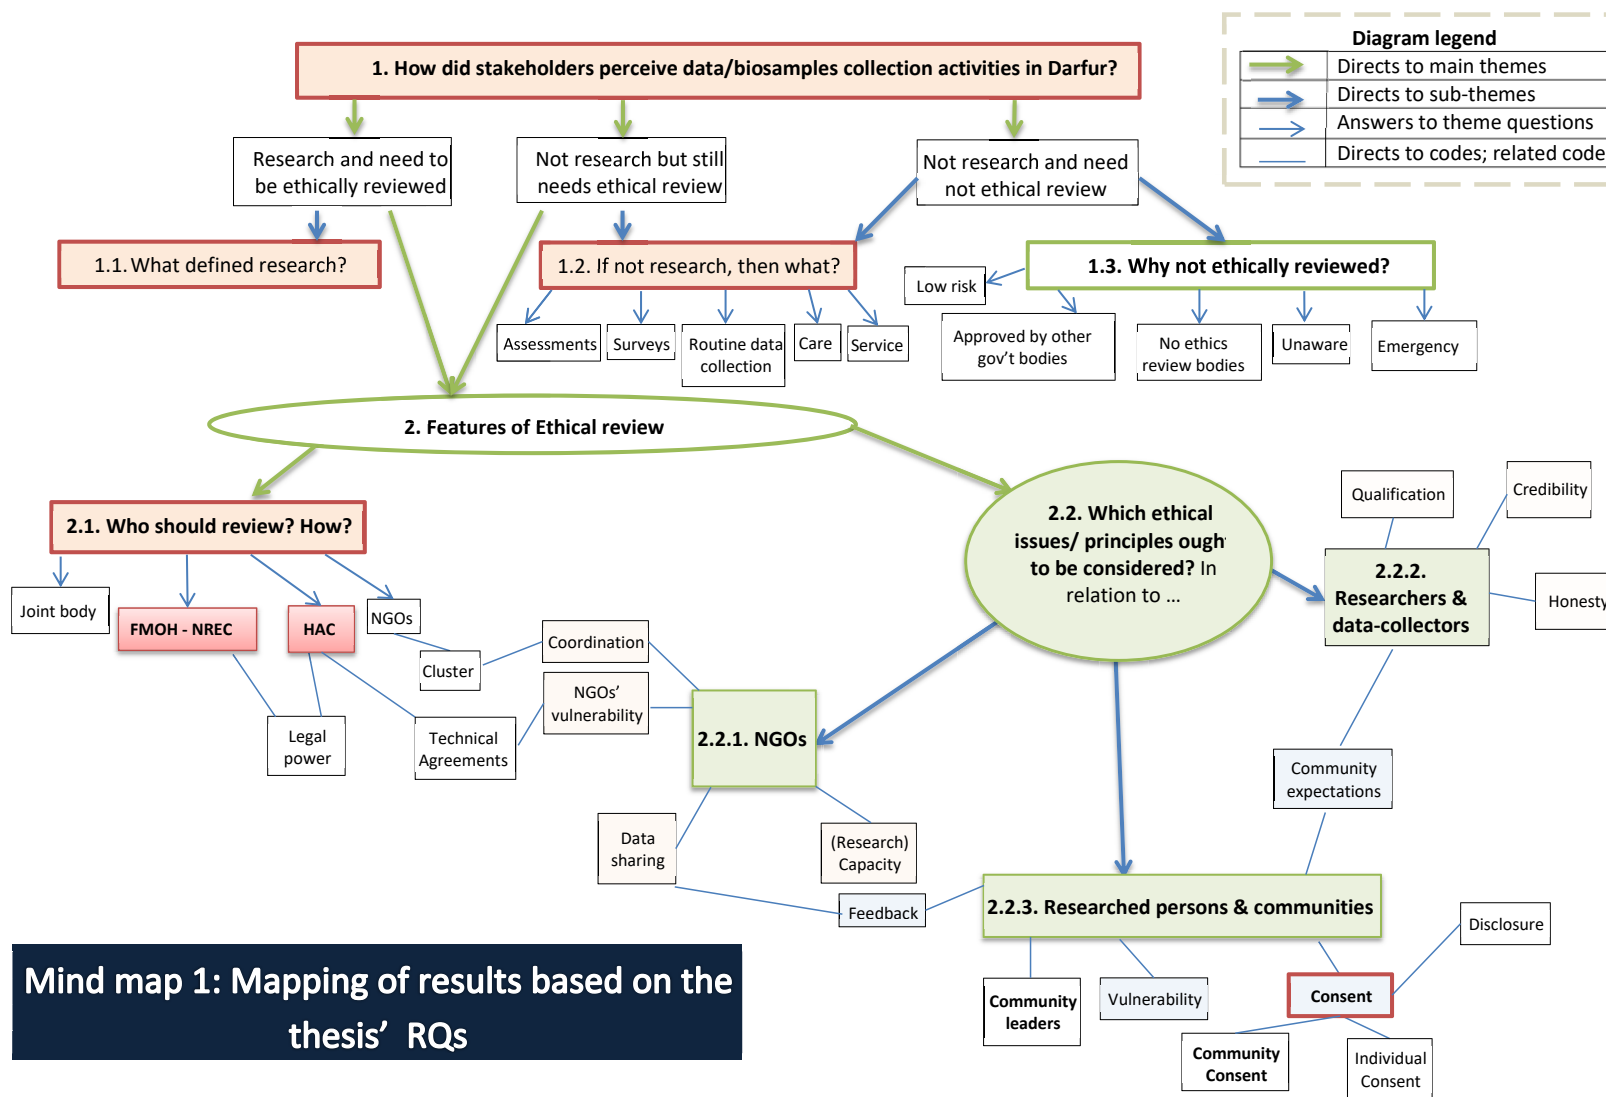 1. How did stakeholders perceive data/biosamples collection activities in Darfur?
Diagram legend
Directs to main themes
Directs to sub-themes
Answers to theme questions
Directs to codes; related code
Research and need to
be ethically reviewed
Not research but still
needs ethical review
Not research and need
not ethical review
1.1. What defined research?
1.2. If not research, then what?
1.3. Why not ethically reviewed?
Low risk
Assessments
Surveys
Routine data
collection
Care
Service
Approved by other
gov't bodies
No ethics
review bodies
Unaware
Emergency
2. Features of Ethical review
2.1. Who should review? How?
2.2. Which ethical
issues/ principles ought
to be considered? In
relation to ...
Qualification
Credibility
2.2.2.
Researchers &
data-collectors
Honesty
Joint body
FMOH - NREC
HAC
NGOs
Cluster
Coordination
NGOs'
vulnerability
Legal
power
Technical
Agreements
2.2.1. NGOs
Community
expectations
Data
sharing
(Research)
Capacity
Feedback
2.2.3. Researched persons & communities
Disclosure
Community
leaders
Vulnerability
Consent
Community
Consent
Individual
Consent
Mind map 1: Mapping of results based on the
thesis’ RQs